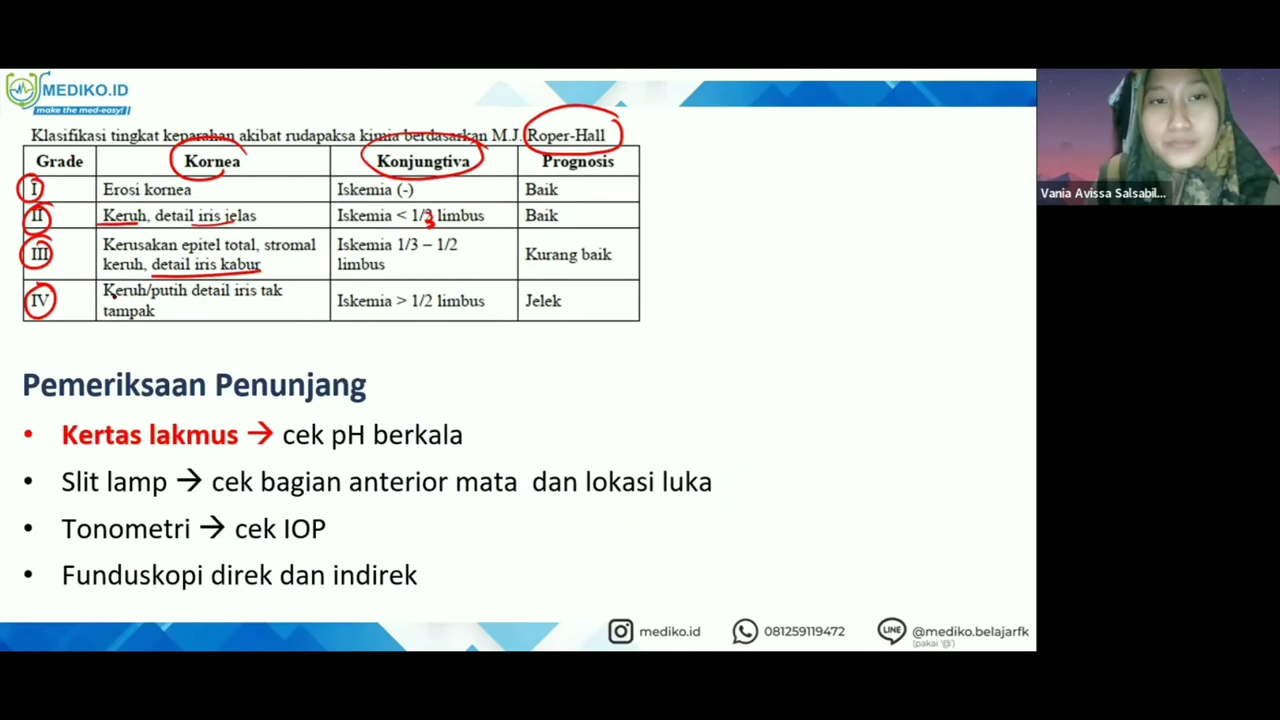 MEDIKO.ID
make the med-easy!
Klasifikasi tingkat keparahan akibat rudapaksa kimia berdasarkan M.J. Roper-Hall
Grade Kornea Konjungtiva Prognosis
I Erosi kornea Iskemia (-) Baik
II Keruh, detail iris jelas Iskemia < 1/3 limbus Baik
III Kerusakan epitel total, stromal keruh, detail iris kabur Iskemia 1/3 – 1/2 limbus Kurang baik
IV Keruh/putih detail iris tak tampak Iskemia > 1/2 limbus Jelek
Pemeriksaan Penunjang
• Kertas lakmus → cek pH berkala
• Slit lamp → cek bagian anterior mata dan lokasi luka
• Tonometri → cek IOP
• Funduskopi direk dan indirek
mediko.id 081259119472 LINE @mediko.belajarfk
(pakai '@')
Vania Avissa Salsabil...